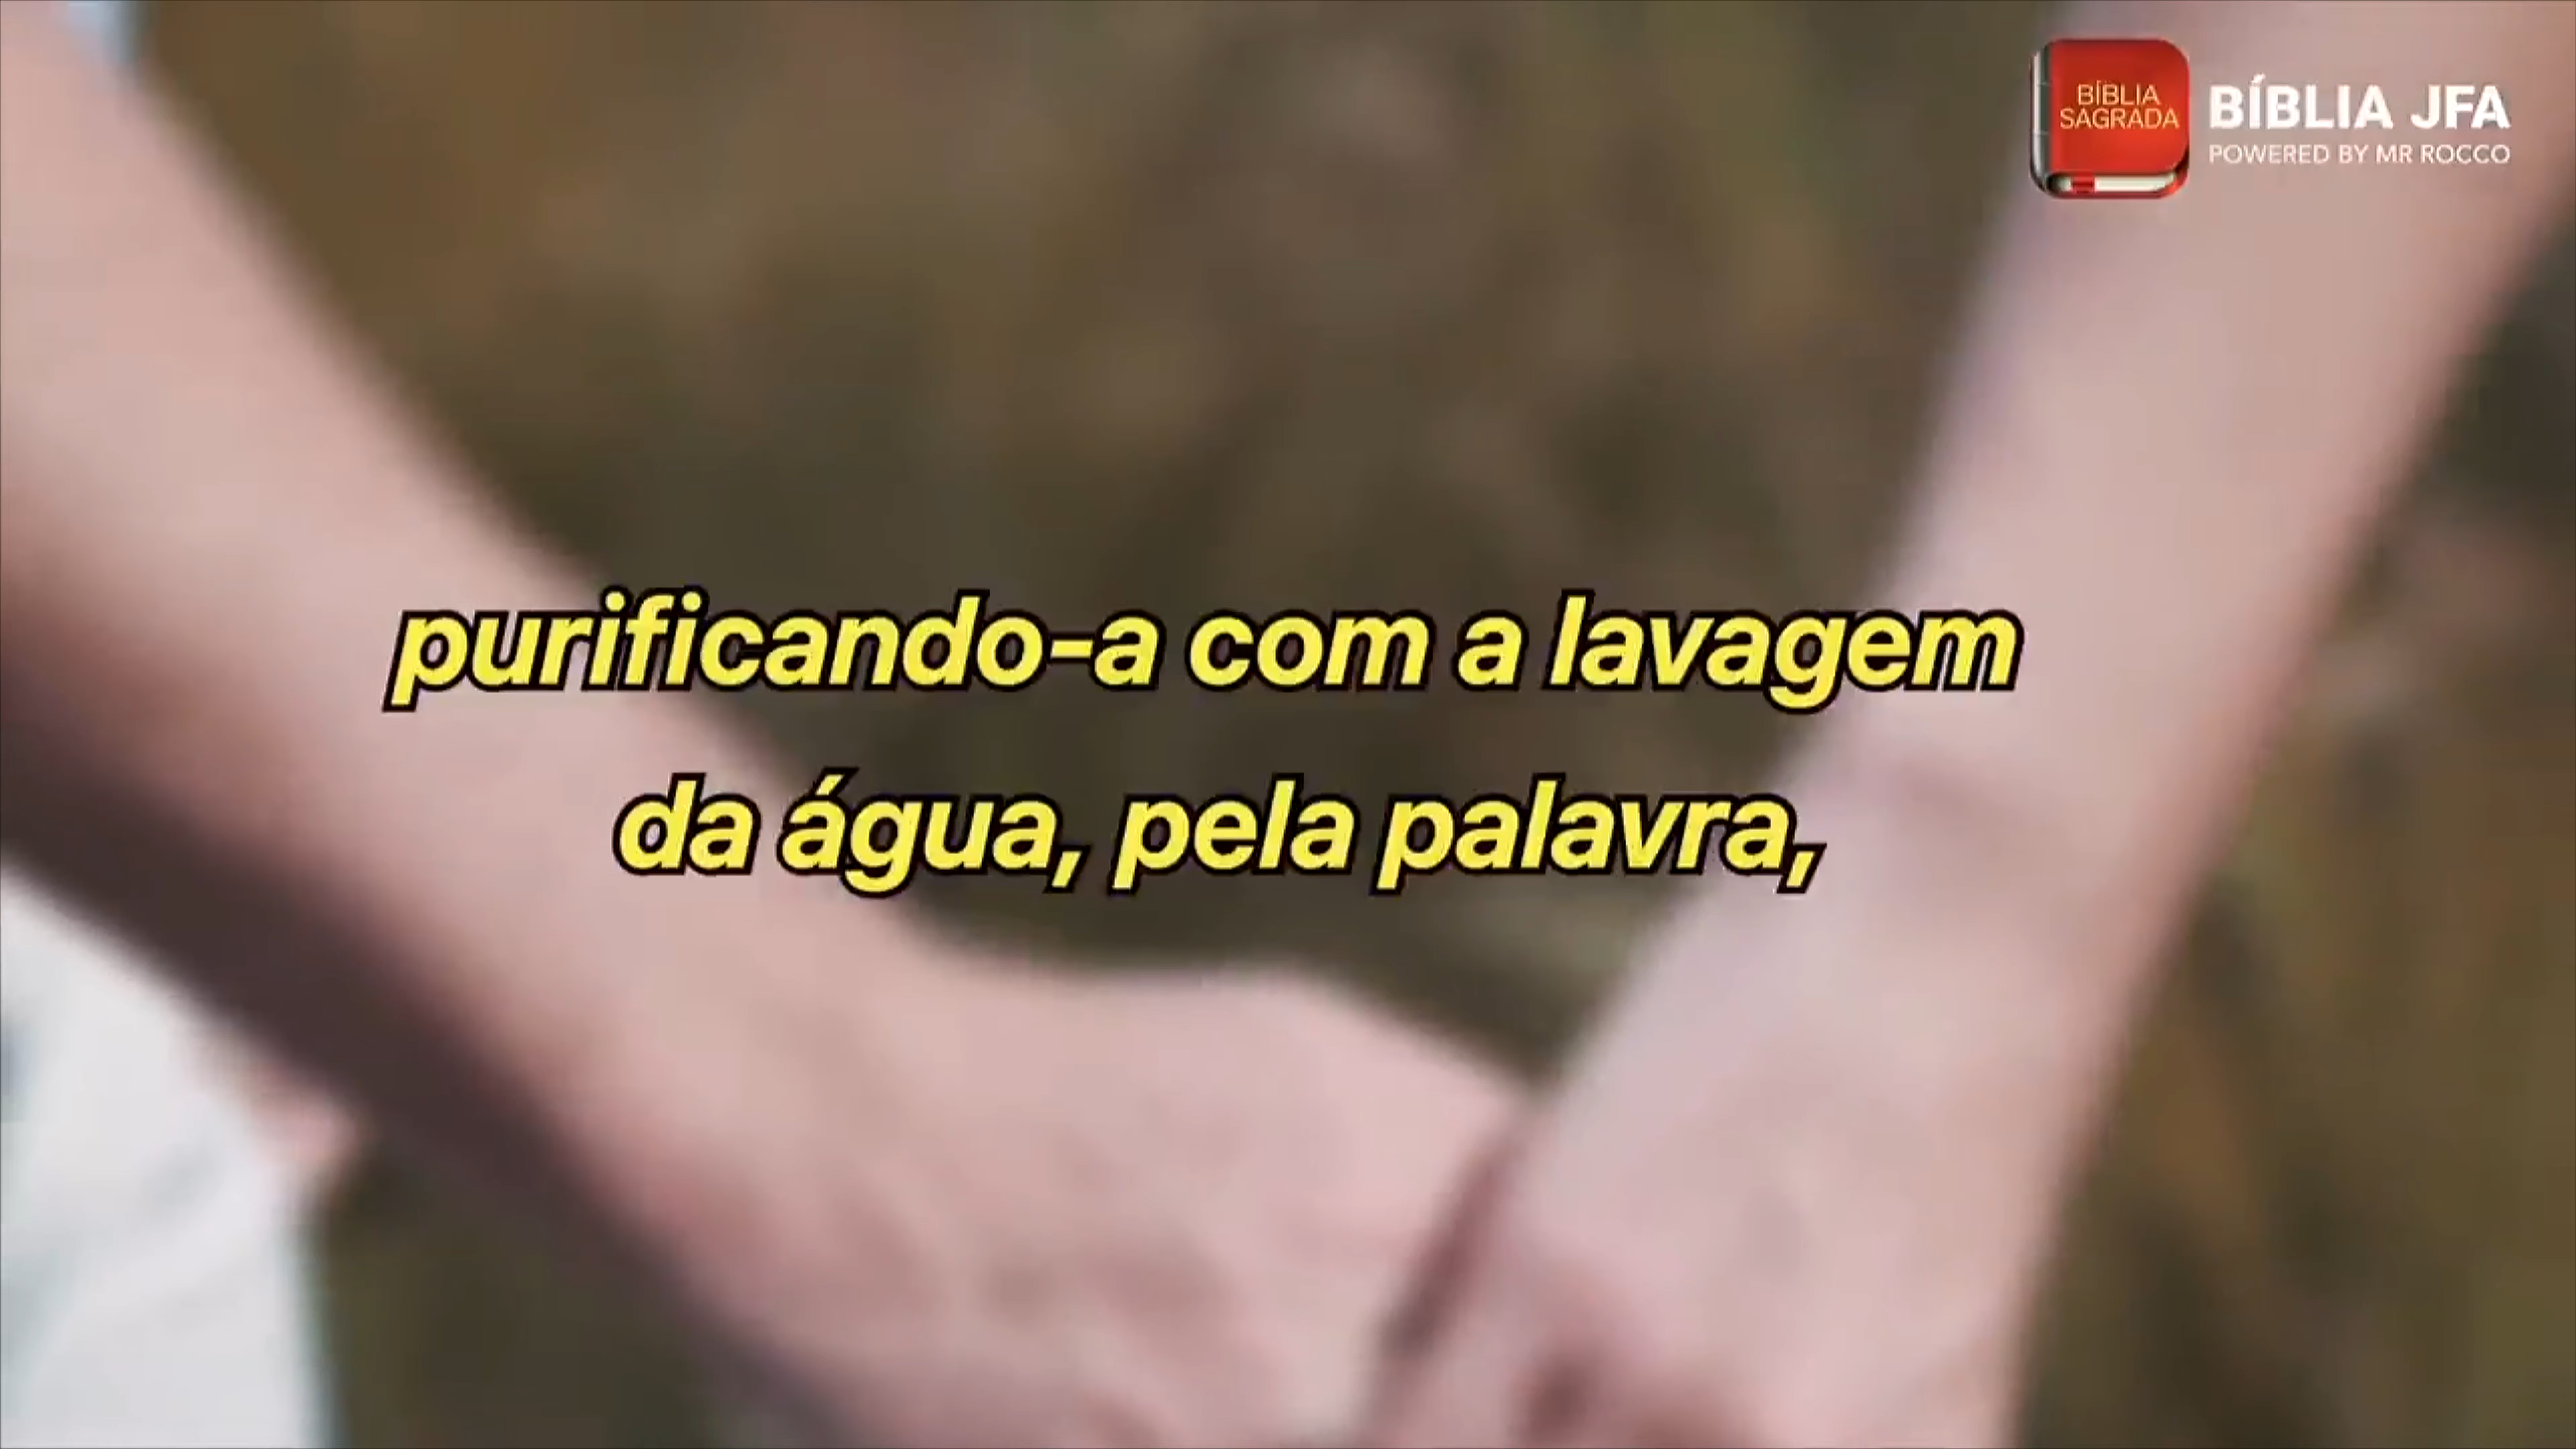 BÍBLIA
SAGRADA
BÍBLIA JFA
POWERED BY MR ROCCO
purificando-a com a lavagem
da água, pela palavra,